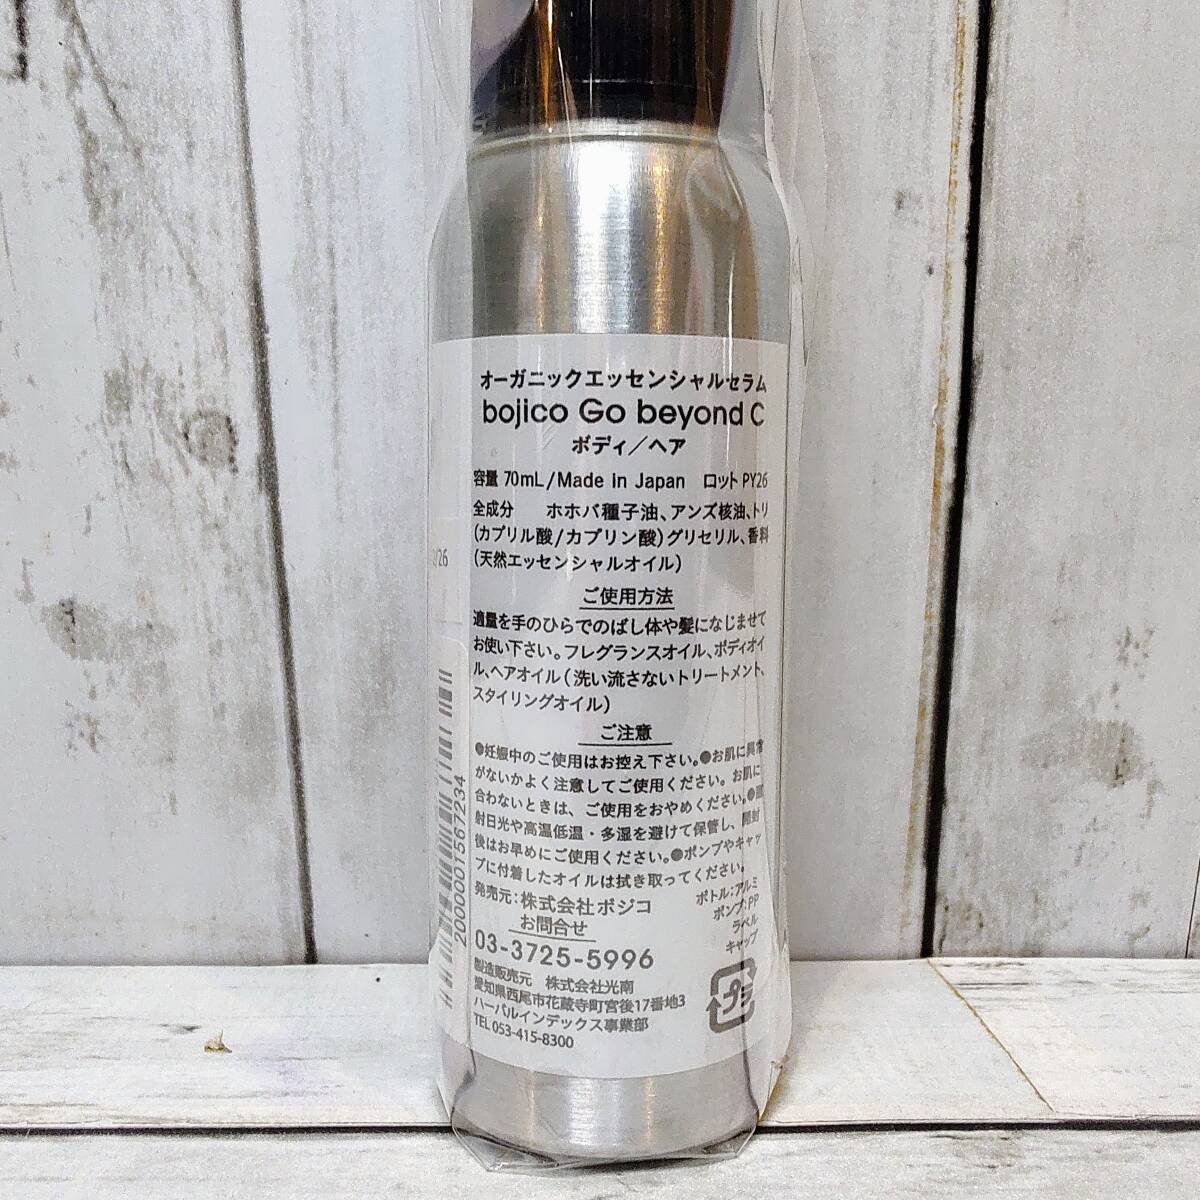 オーガニックエッセンシャルセラム
bojico Go beyond C
ボディ/ヘア
容量 70mL/Made in Japan ロット PY26
全成分 ホホバ種子油、アンズ核油、トリ
(カプリル酸/カプリン酸)グリセリル、香料
(天然エッセンシャルオイル)
ご使用方法
適量を手のひらでのばし体や髪になじませて
お使い下さい。フレグランスオイル、ボディオイ
ル、ヘアオイル(洗い流さないトリートメント、
スタイリングオイル)
ご注意
●妊娠中のご使用はお控え下さい。●お肌に異常
がないかよく注意してご使用ください。お肌に
合わないときは、ご使用をおやめください。●直
射日光や高温低温・多湿を避けて保管し、開封
後はお早めにご使用ください。●ポンプやキャッ
プに付着したオイルは拭き取ってください。
発売元:株式会社ボジコ
お問合せ
03-3725-5996
製造販売元 株式会社光南
愛知県西尾市花蔵寺町宮後17番地3
ハーバルインデックス事業部
TEL 053-415-8300
ボトル:アルミ
ポンプ:PP
ラベル
キャップ
プラ
/26
2000001567234